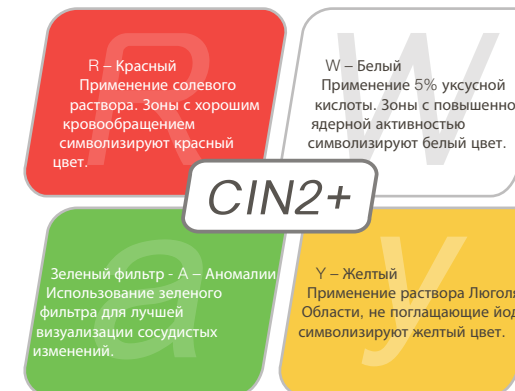 R – Красный
Применение солевого
раствора. Зоны с хорошим
кровообращением
символизируют красный
цвет.
W – Белый
Применение 5% уксусной
кислоты. Зоны с повышенно
ядерной активностью
символизируют белый цвет.
CIN2+
Зеленый фильтр - A – Аномалии
Использование зеленого
фильтра для лучшей
визуализации сосудистых
изменений.
Y – Желтый
Применение раствора Люголя
Области, не поглощающие йод
символизируют желтый цвет.
R
W
a
y